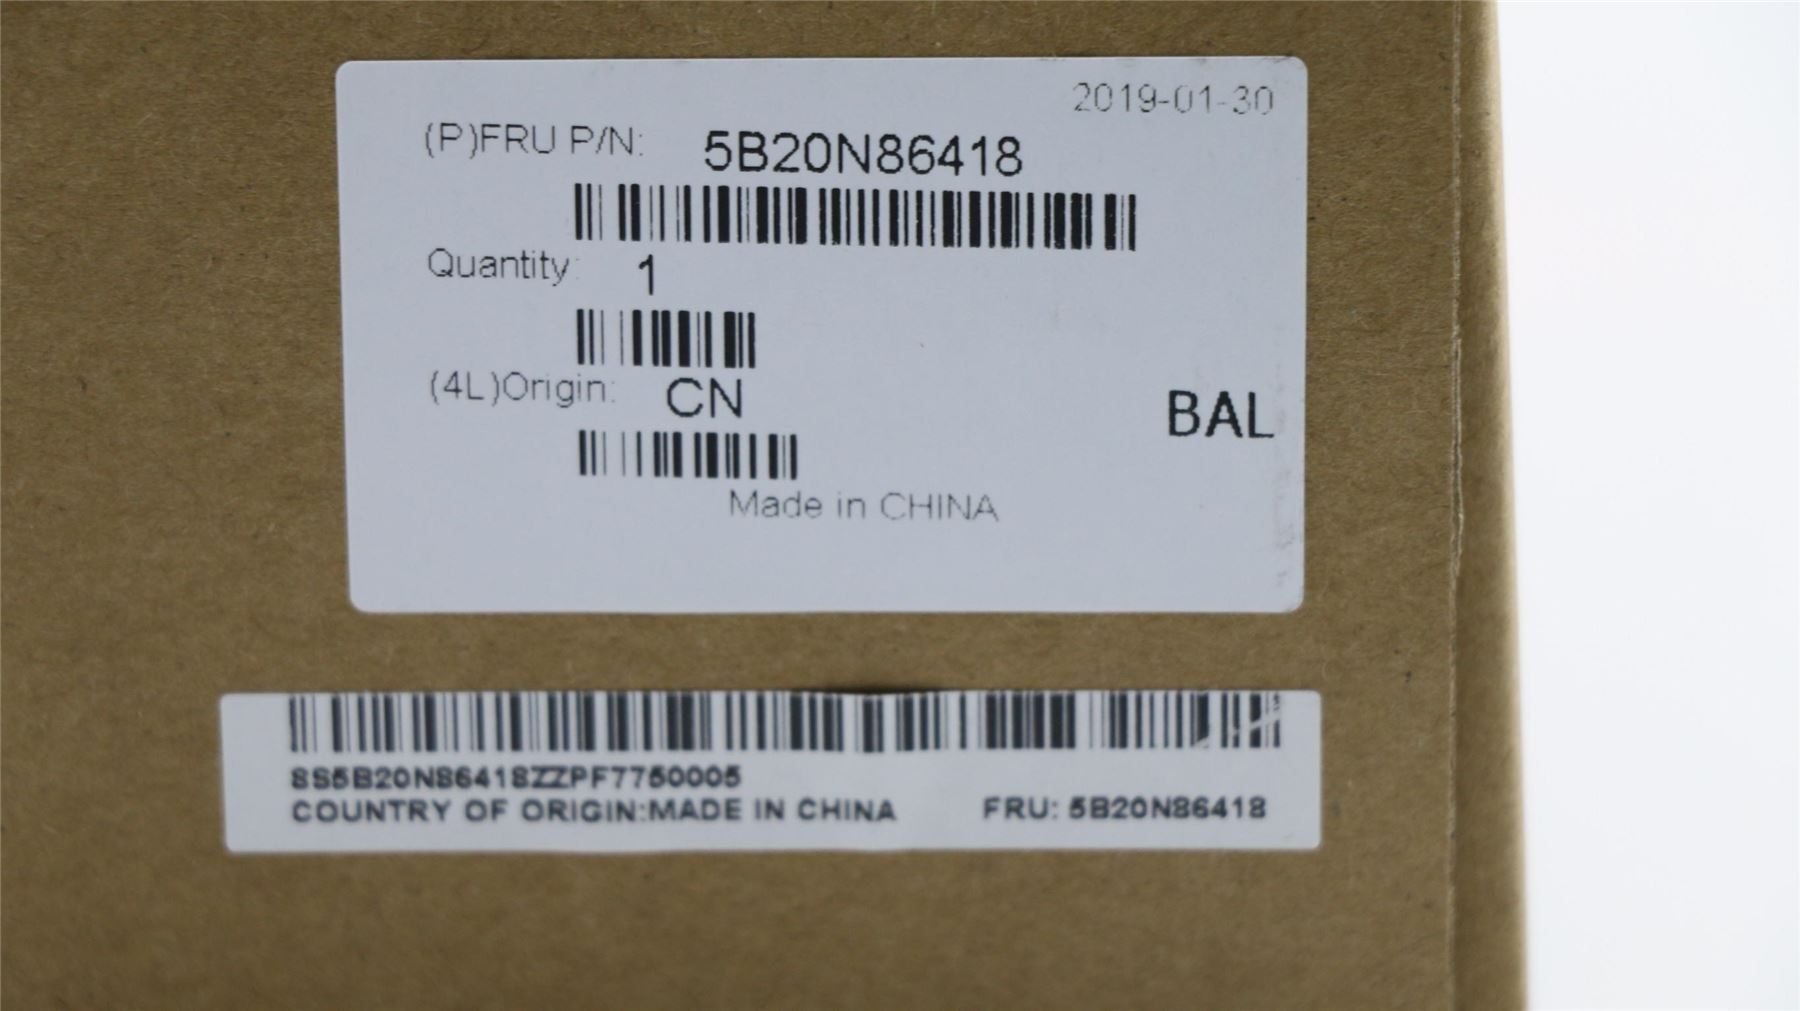 2019-01-30
(P)FRU P/N: 5B20N86418
Quantity: 1
(4L)Origin: CN
BAL
Made in CHINA
8S5B20N86418ZZPF7750005
COUNTRY OF ORIGIN:MADE IN CHINA FRU: 5B20N86418